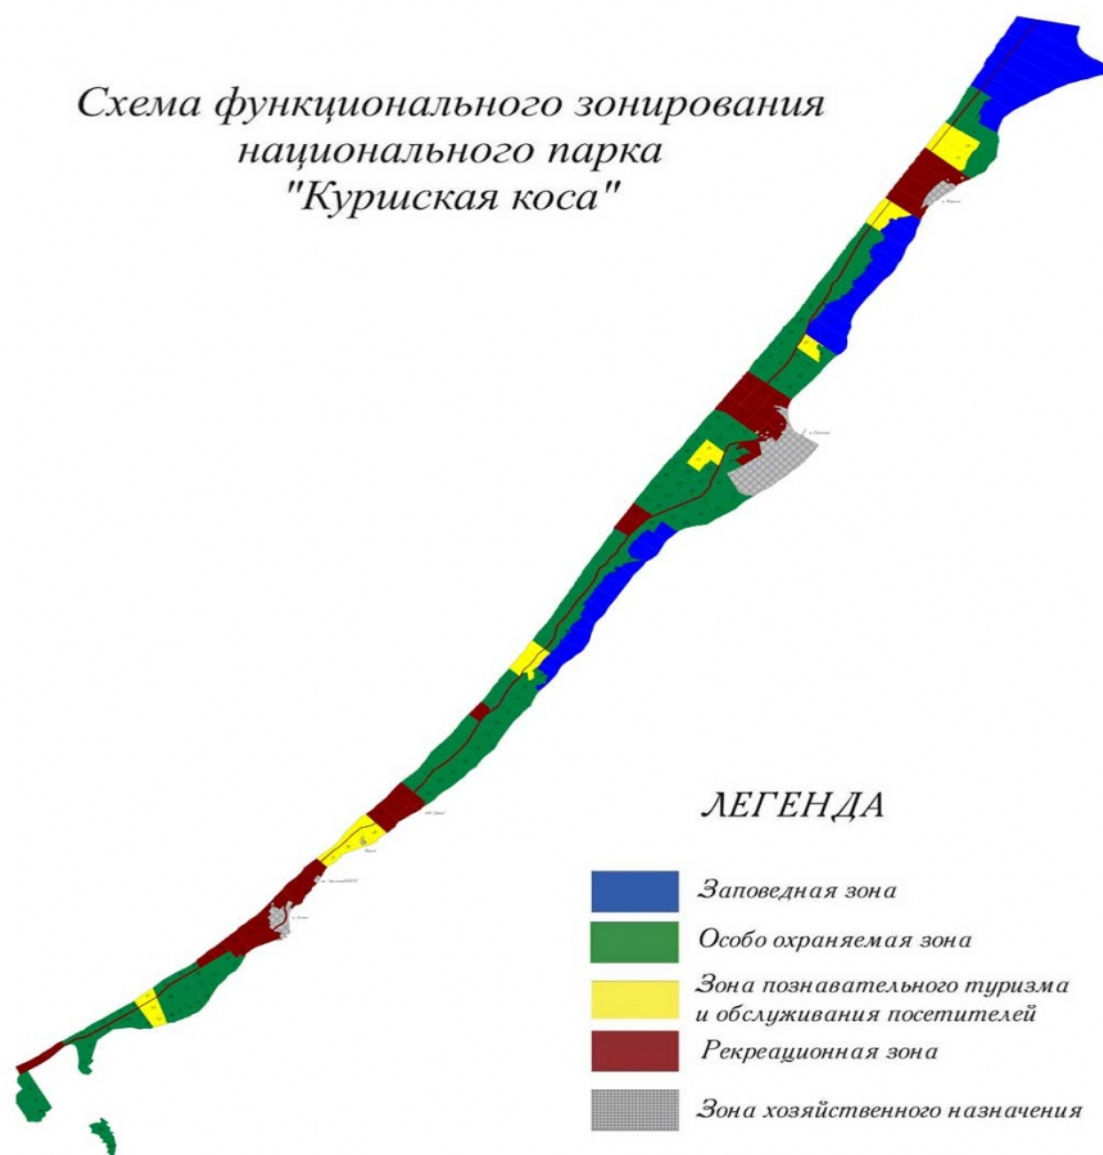 Схема функционального зонирования
национального парка
"Куршская коса"
ЛЕГЕНДА
Заповедная зона
Особо охраняемая зона
Зона познавательного туризма
и обслуживания посетителей
Рекреационная зона
Зона хозяйственного назначения